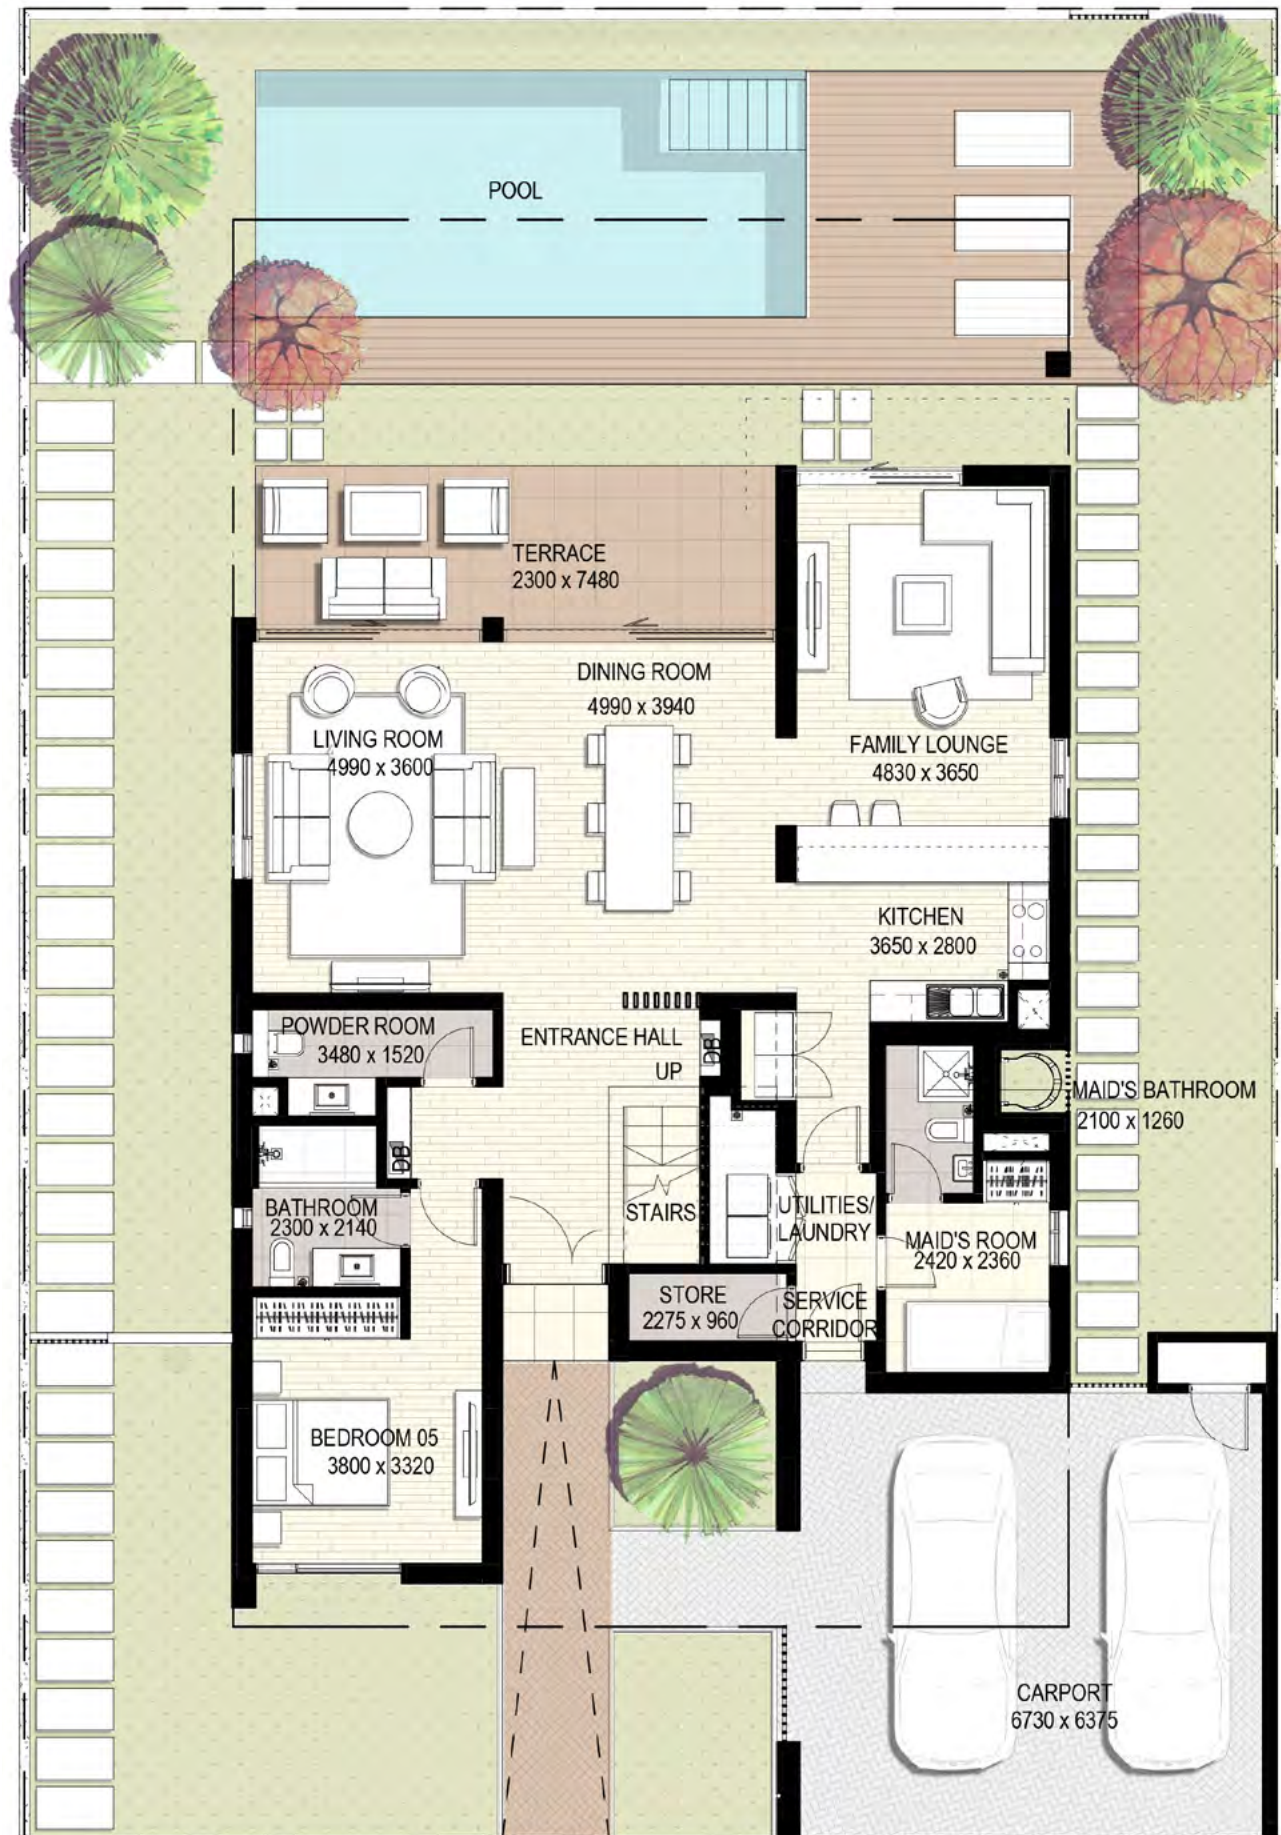 POOL
TERRACE
2300 x 7480
DINING ROOM
4990 x 3940
LIVING ROOM
4990 x 3600
FAMILY LOUNGE
4830 x 3650
KITCHEN
3650 x 2800
POWDER ROOM
3480 x 1520
ENTRANCE HALL
UP
DB
MAID'S BATHROOM
2100 x 1260
DB
BATHROOM
2300 x 2140
STAIRS
UTILITIES/
LAUNDRY
MAID'S ROOM
2420 x 2360
STORE
2275 x 960
SERVICE
CORRIDOR
BEDROOM 05
3800 x 3320
CARPORT
6730 x 6375